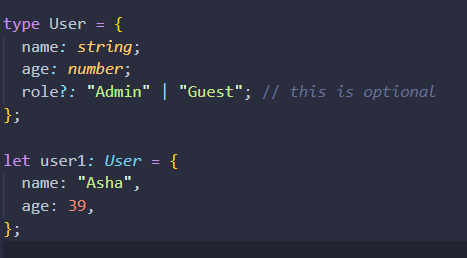 type User = {
  name: string;
  age: number;
  role?: "Admin" | "Guest"; // this is optional
};
let user1: User = {
  name: "Asha",
  age: 39,
};